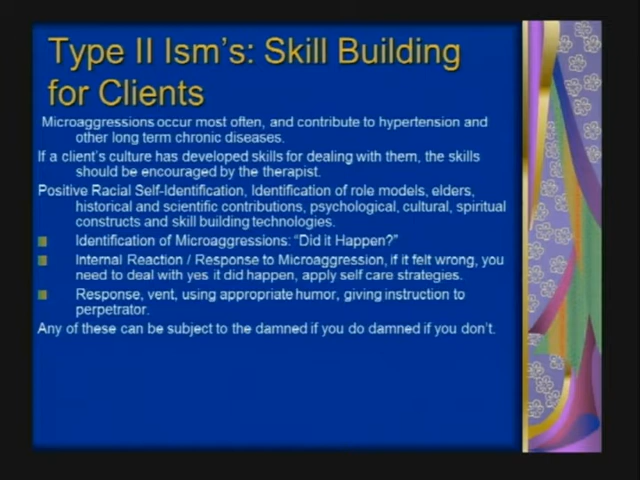 Type II Ism's: Skill Building
for Clients
Microaggressions occur most often, and contribute to hypertension and
other long term chronic diseases.
If a client's culture has developed skills for dealing with them, the skills
should be encouraged by the therapist.
Positive Racial Self-Identification, Identification of role models, elders,
historical and scientific contributions, psychological, cultural, spiritual
constructs and skill building technologies.
Identification of Microaggressions: "Did it Happen?"
Internal Reaction / Response to Microaggression, if it felt wrong, you
need to deal with yes it did happen, apply self care strategies.
Response, vent, using appropriate humor, giving instruction to
perpetrator.
Any of these can be subject to the damned if you do damned if you don't.